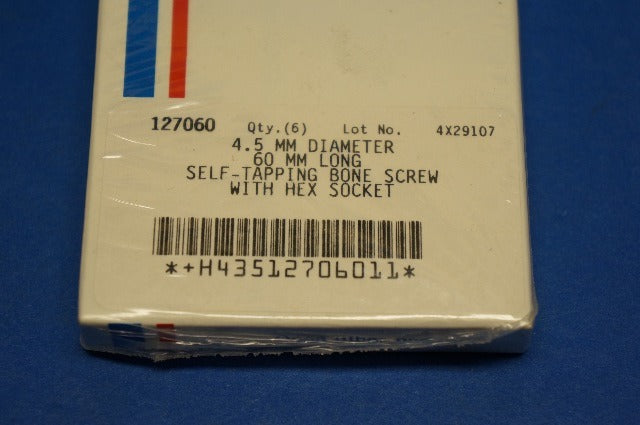 127060 Qty.(6) Lot No. 4X29107
4.5 MM DIAMETER
60 MM LONG
SELF-TAPPING BONE SCREW
WITH HEX SOCKET
*+H43512706011*